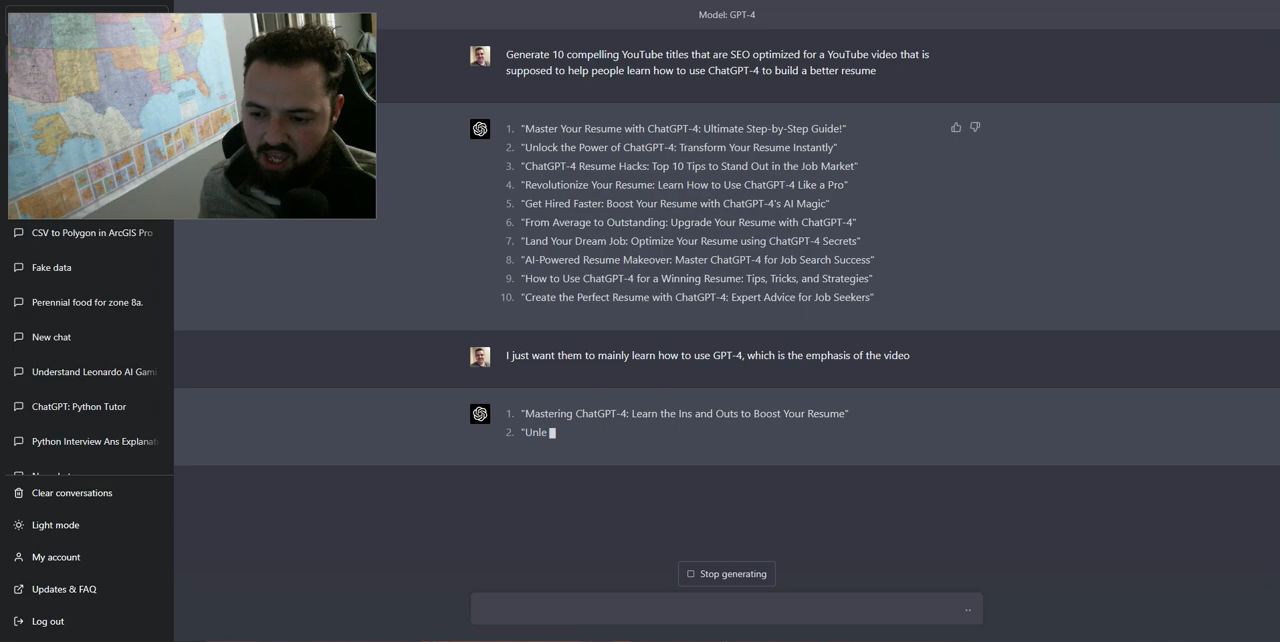 Model: GPT-4
Generate 10 compelling YouTube titles that are SEO optimized for a YouTube video that is
supposed to help people learn how to use ChatGPT-4 to build a better resume
1. "Master Your Resume with ChatGPT-4: Ultimate Step-by-Step Guide!"
2. "Unlock the Power of ChatGPT-4: Transform Your Resume Instantly"
3. "ChatGPT-4 Resume Hacks: Top 10 Tips to Stand Out in the Job Market"
4. "Revolutionize Your Resume: Learn How to Use ChatGPT-4 Like a Pro"
5. "Get Hired Faster: Boost Your Resume with ChatGPT-4's AI Magic"
6. "From Average to Outstanding: Upgrade Your Resume with ChatGPT-4"
7. "Land Your Dream Job: Optimize Your Resume using ChatGPT-4 Secrets"
8. "AI-Powered Resume Makeover: Master ChatGPT-4 for Job Search Success"
9. "How to Use ChatGPT-4 for a Winning Resume: Tips, Tricks, and Strategies"
10. "Create the Perfect Resume with ChatGPT-4: Expert Advice for Job Seekers"
I just want them to mainly learn how to use GPT-4, which is the emphasis of the video
1. "Mastering ChatGPT-4: Learn the Ins and Outs to Boost Your Resume"
2. "Unle
Stop generating
CSV to Polygon in ArcGIS Pro
Fake data
Perennial food for zone 8a.
New chat
Understand Leonardo AI Gami
ChatGPT: Python Tutor
Python Interview Ans Explanat
Clear conversations
Light mode
My account
Updates & FAQ
Log out